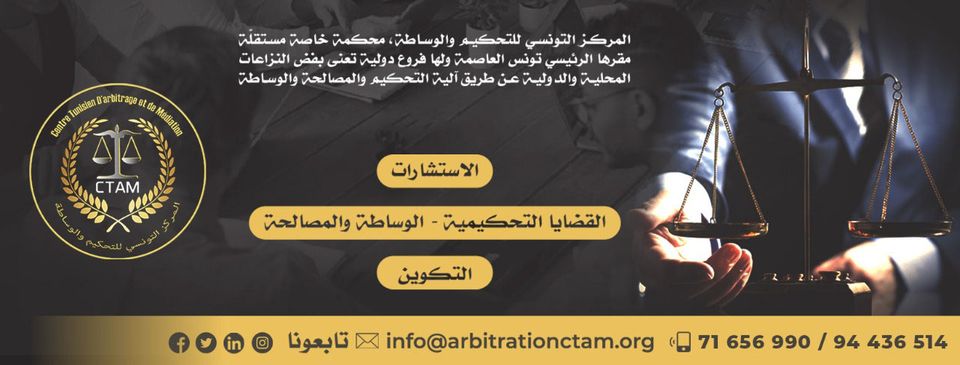 المركز التونسي للتحكيم والوساطة، محكمة خاصة مستقلّة
مقرها الرئيسي تونس العاصمة ولها فروع دولية تعنى بفض النزاعات
المحلية والدولية عن طريق آلية التحكيم والمصالحة والوساطة
Centre Tunisien D'arbitrage et de Mediation
CTAM
المركز التونسي للتحكيم والوساطة
الاستشارات
القضايا التحكيمية - الوساطة والمصالحة
التكوين
تابعونا info@arbitrationctam.org 71 656 990 / 94 436 514